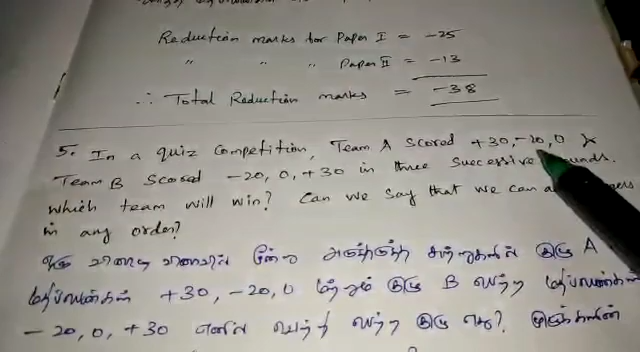 Reduction marks for Paper I = -25
" " " Paper II = -13
∴ Total Reduction marks = -38
5. In a quiz competition, Team A scored +30, -20, 0 &
Team B scored -20, 0, +30 in three successive rounds.
which team will win? Can we say that we can
in any order?
ஒரு வினாடி வினாவில் மூன்று அடுத்தடுத்த சுற்றுகளில் குழு A
மதிப்பெண்கள் +30, -20, 0 மற்றும் குழு B பெற்ற மதிப்பெண்கள்
-20, 0, +30 எனில் வெற்றி பெற்ற குழு எது?